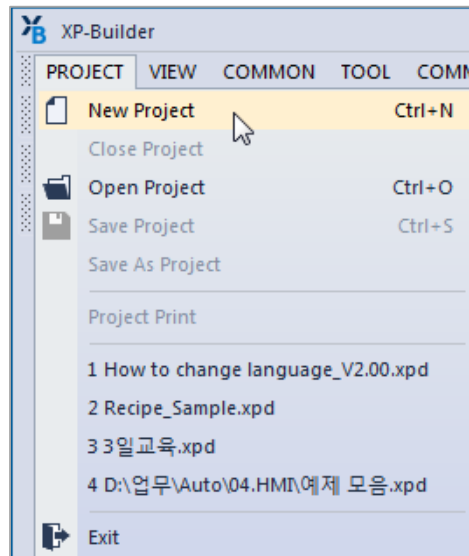 XP-Builder
PROJECT VIEW COMMON TOOL COMM
New Project Ctrl+N
Close Project
Open Project Ctrl+O
Save Project Ctrl+S
Save As Project
Project Print
1 How to change language_V2.00.xpd
2 Recipe_Sample.xpd
3 3일교육.xpd
4 D:\업무\Auto\04.HMI\예제 모음.xpd
Exit